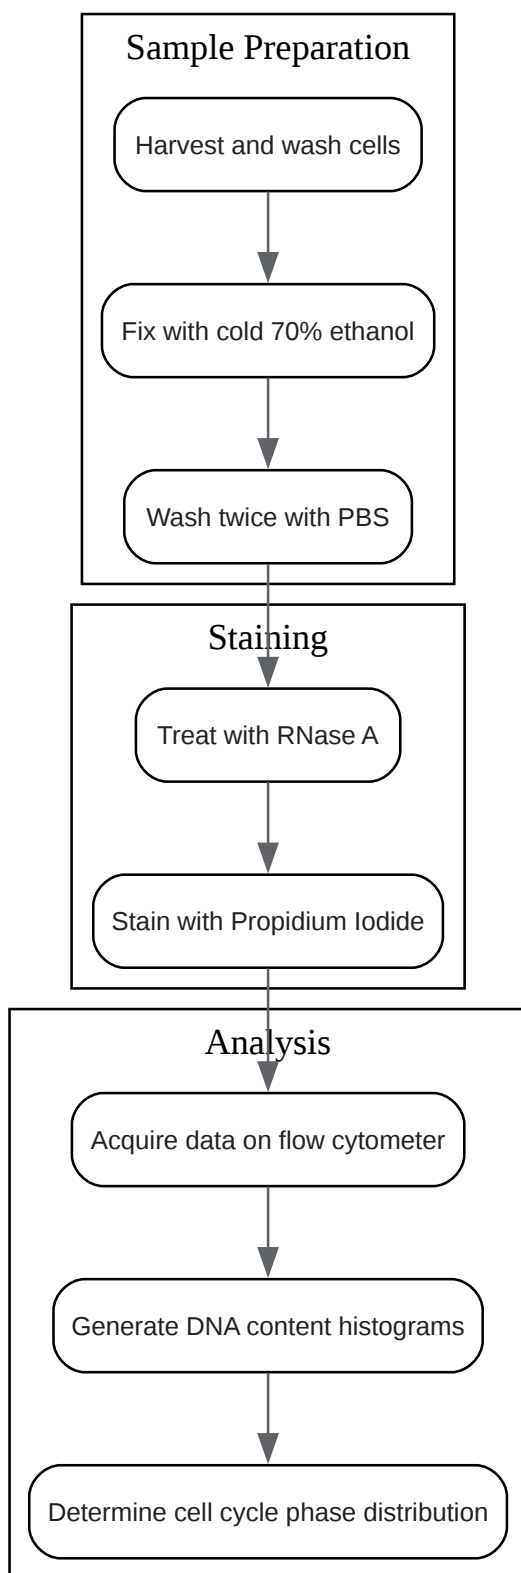 Sample Preparation
Harvest and wash cells
Fix with cold 70% ethanol
Wash twice with PBS
Staining
Treat with RNase A
Stain with Propidium Iodide
Analysis
Acquire data on flow cytometer
Generate DNA content histograms
Determine cell cycle phase distribution